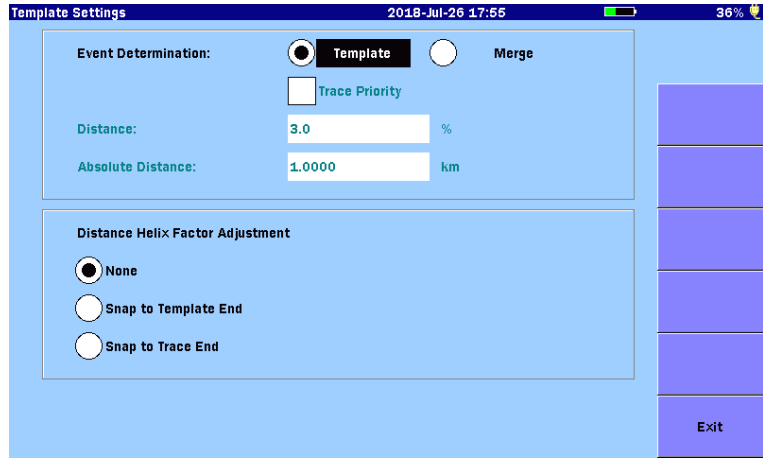 Template Settings 2018-Jul-26 17:55 36%
Event Determination: Template Merge
Trace Priority
Distance: 3.0 %
Absolute Distance: 1.0000 km
Distance Helix Factor Adjustment
None
Snap to Template End
Snap to Trace End
Exit